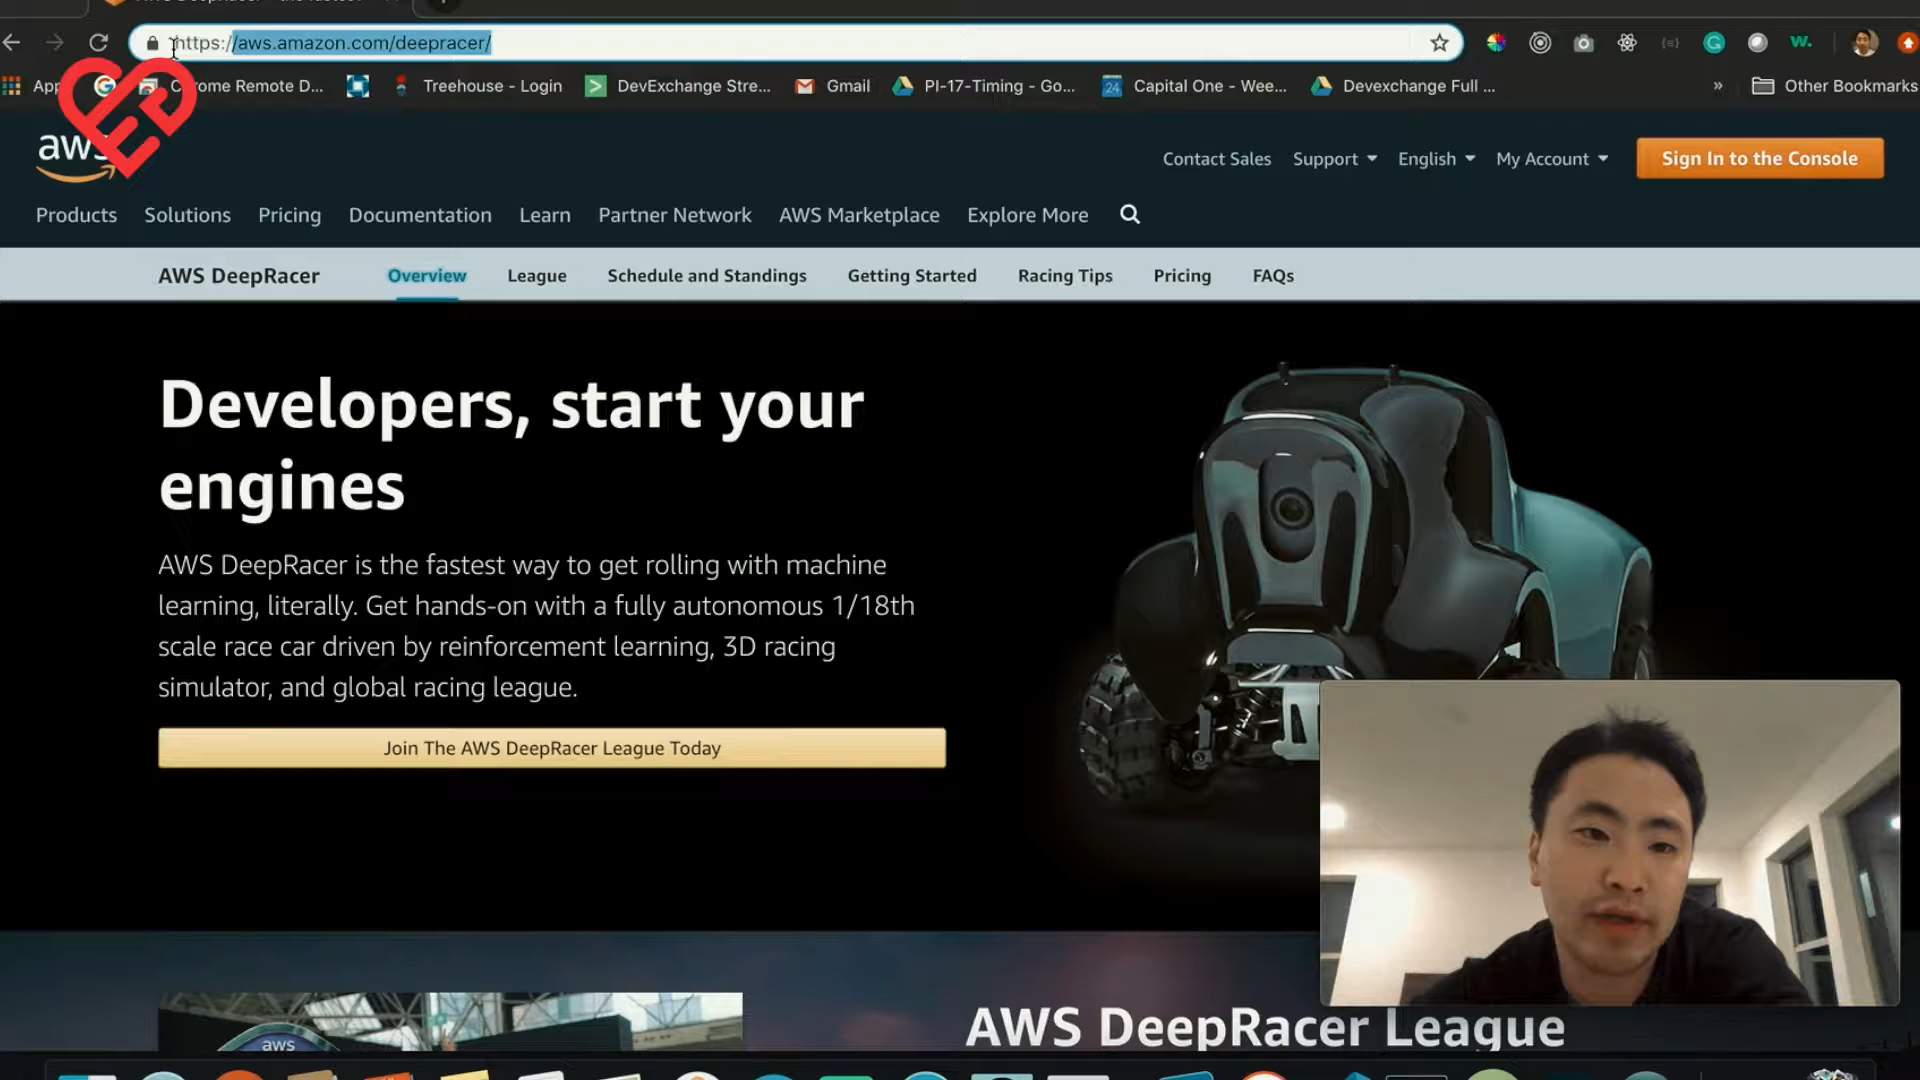 https://aws.amazon.com/deepracer/
Chrome Remote D...
Treehouse - Login
DevExchange Stre...
Gmail
PI-17-Timing - Go...
24
Capital One - Wee...
Devexchange Full ...
»
Other Bookmarks
aws
Contact Sales
Support
English
My Account
Sign In to the Console
Products
Solutions
Pricing
Documentation
Learn
Partner Network
AWS Marketplace
Explore More
AWS DeepRacer
Overview
League
Schedule and Standings
Getting Started
Racing Tips
Pricing
FAQs
Developers, start your
engines
AWS DeepRacer is the fastest way to get rolling with machine
learning, literally. Get hands-on with a fully autonomous 1/18th
scale race car driven by reinforcement learning, 3D racing
simulator, and global racing league.
Join The AWS DeepRacer League Today
AWS DeepRacer League
aws